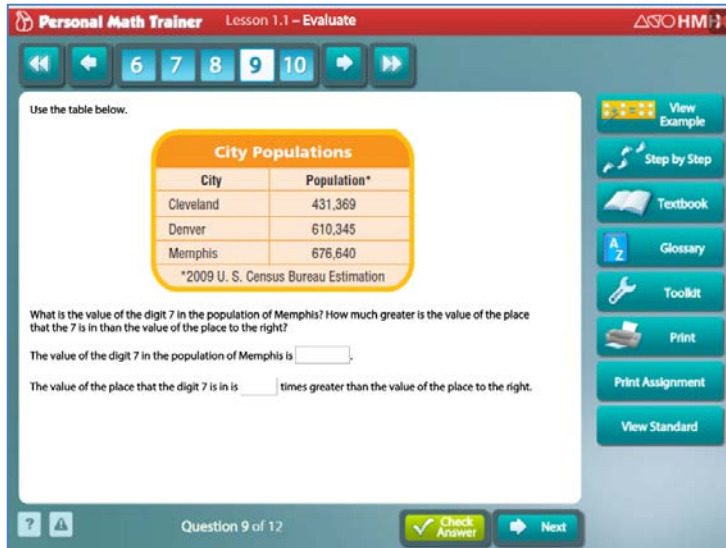 Personal Math Trainer Lesson 1.1 – Evaluate HMH
6 7 8 9 10
Use the table below.
City Populations
City Population*
Cleveland 431,369
Denver 610,345
Memphis 676,640
*2009 U. S. Census Bureau Estimation
What is the value of the digit 7 in the population of Memphis? How much greater is the value of the place
that the 7 is in than the value of the place to the right?
The value of the digit 7 in the population of Memphis is .
The value of the place that the digit 7 is in is times greater than the value of the place to the right.
View
Example
Step by Step
Textbook
A
Z
Glossary
Toolkit
Print
Print Assignment
View Standard
? Question 9 of 12
Check
Answer
Next